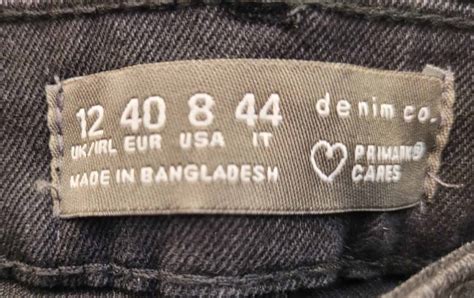 12 40 8 44
UK/IRL EUR USA IT
MADE IN BANGLADESH
denim co.
PRIMARK®
CARES